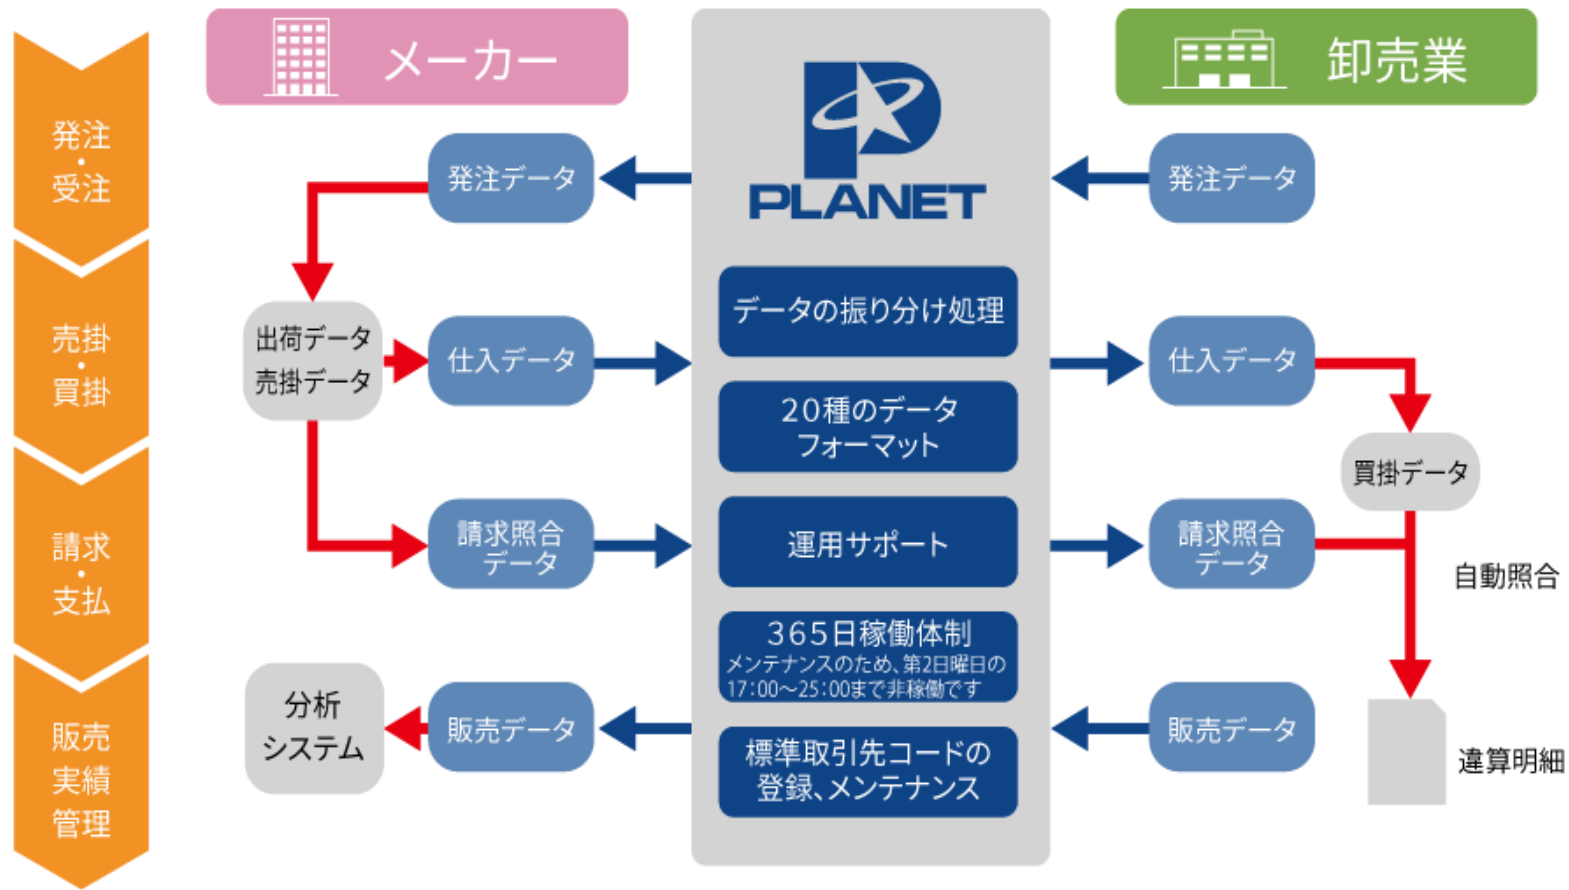 メーカー
卸売業
発注
・
受注
売掛
・
買掛
請求
・
支払
販売
実績
管理
発注データ
出荷データ
売掛データ
仕入データ
請求照合
データ
分析
システム
販売データ
PLANET
データの振り分け処理
20種のデータ
フォーマット
運用サポート
365日稼働体制
メンテナンスのため、第2日曜日の
17:00～25:00まで非稼働です
標準取引先コードの
登録、メンテナンス
発注データ
仕入データ
買掛データ
請求照合
データ
自動照合
販売データ
違算明細